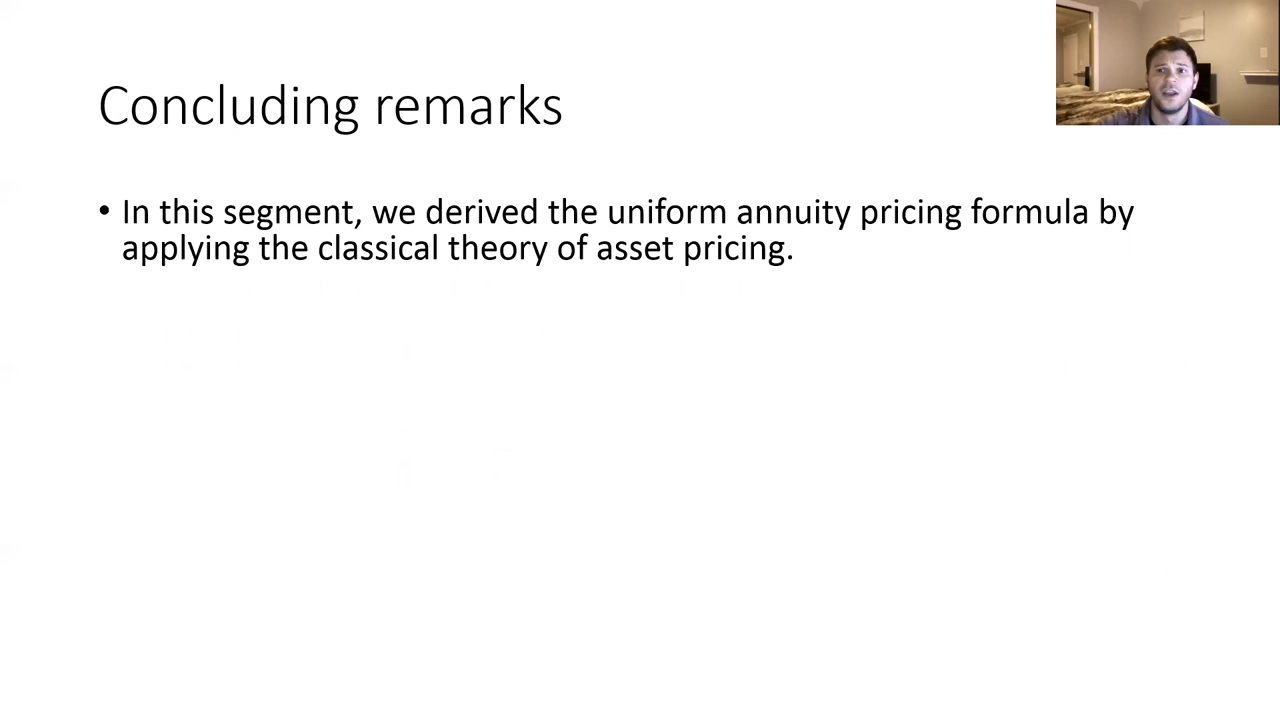 Concluding remarks
• In this segment, we derived the uniform annuity pricing formula by
applying the classical theory of asset pricing.